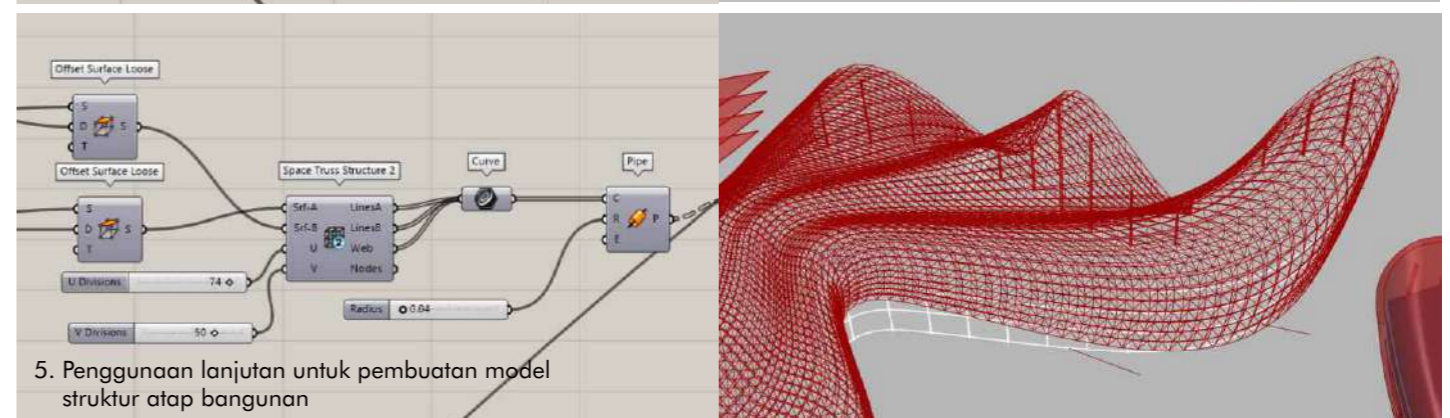 Offset Surface Loose
S
D
T
S
Offset Surface Loose
S
D
T
S
Space Truss Structure 2
Srf-A
Srf-B
U
V
LinesA
LinesB
Web
Nodes
Curve
Pipe
C
R
E
P
U Divisions 74
V Divisions 50
Radius 0.04
5. Penggunaan lanjutan untuk pembuatan model
struktur atap bangunan